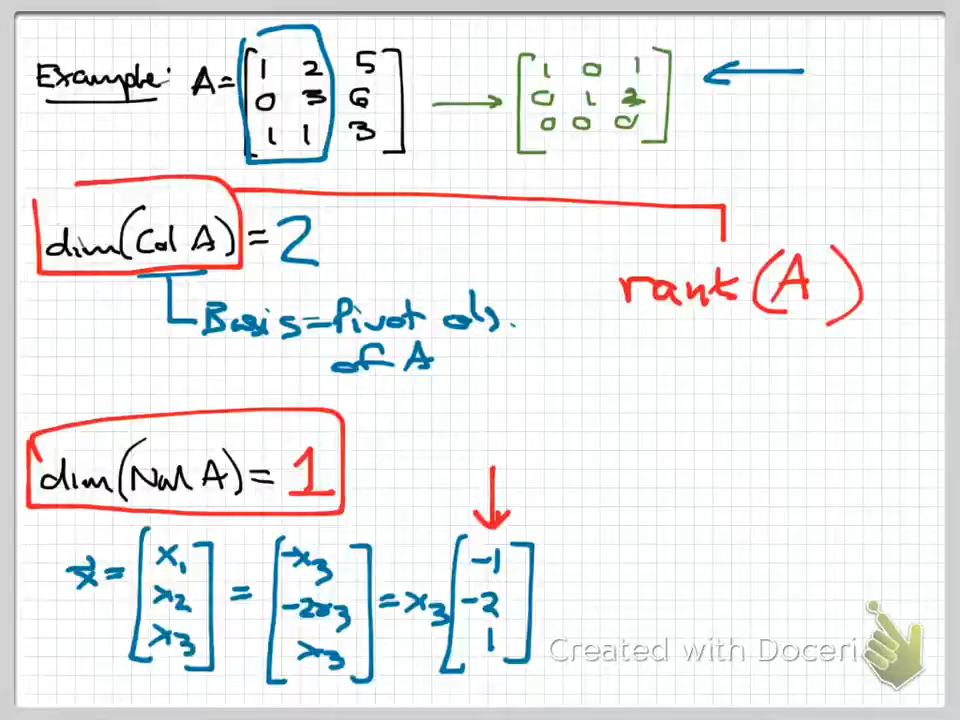 Example: A = [1 2 5 → [1 0 1
0 3 6 0 1 2
1 1 3] 0 0 0]
dim(Col A) = 2
rank(A)
Basis = Pivot cols.
of A
dim(Nul A) = 1
x⃗ = [x₁ = [-x₃ = x₃ [-1
x₂ -2x₃ -2
x₃] x₃] 1]
Created with Doceri